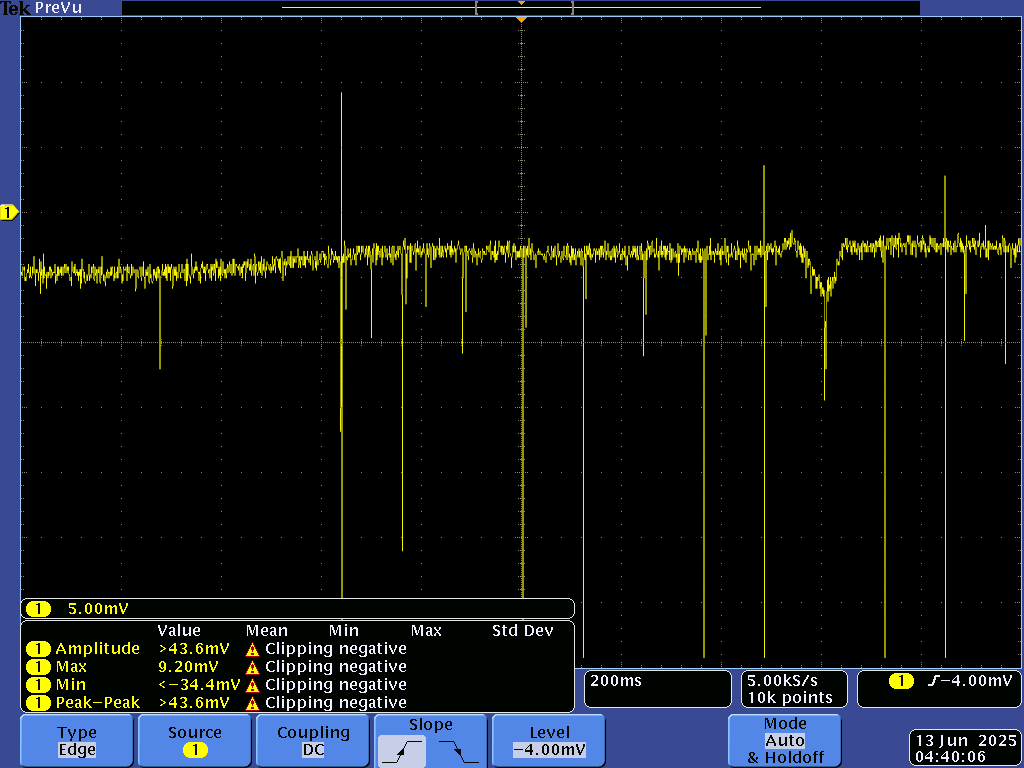 Tek PreVu
1
1 5.00mV
Value Mean Min Max Std Dev
1 Amplitude >43.6mV Clipping negative
1 Max 9.20mV Clipping negative
1 Min <−34.4mV Clipping negative
1 Peak−Peak >43.6mV Clipping negative
200ms
5.00kS/s
10k points
1 −4.00mV
Type
Edge
Source
1
Coupling
DC
Slope
Level
−4.00mV
Mode
Auto
& Holdoff
13 Jun 2025
04:40:06